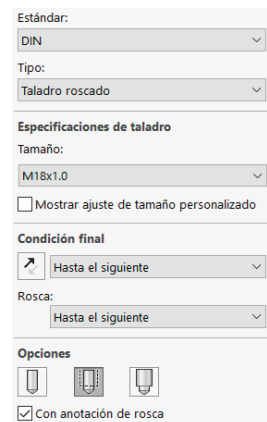 Estándar:
DIN
Tipo:
Taladro roscado
Especificaciones de taladro
Tamaño:
M18x1.0
Mostrar ajuste de tamaño personalizado
Condición final
Hasta el siguiente
Rosca:
Hasta el siguiente
Opciones
Con anotación de rosca